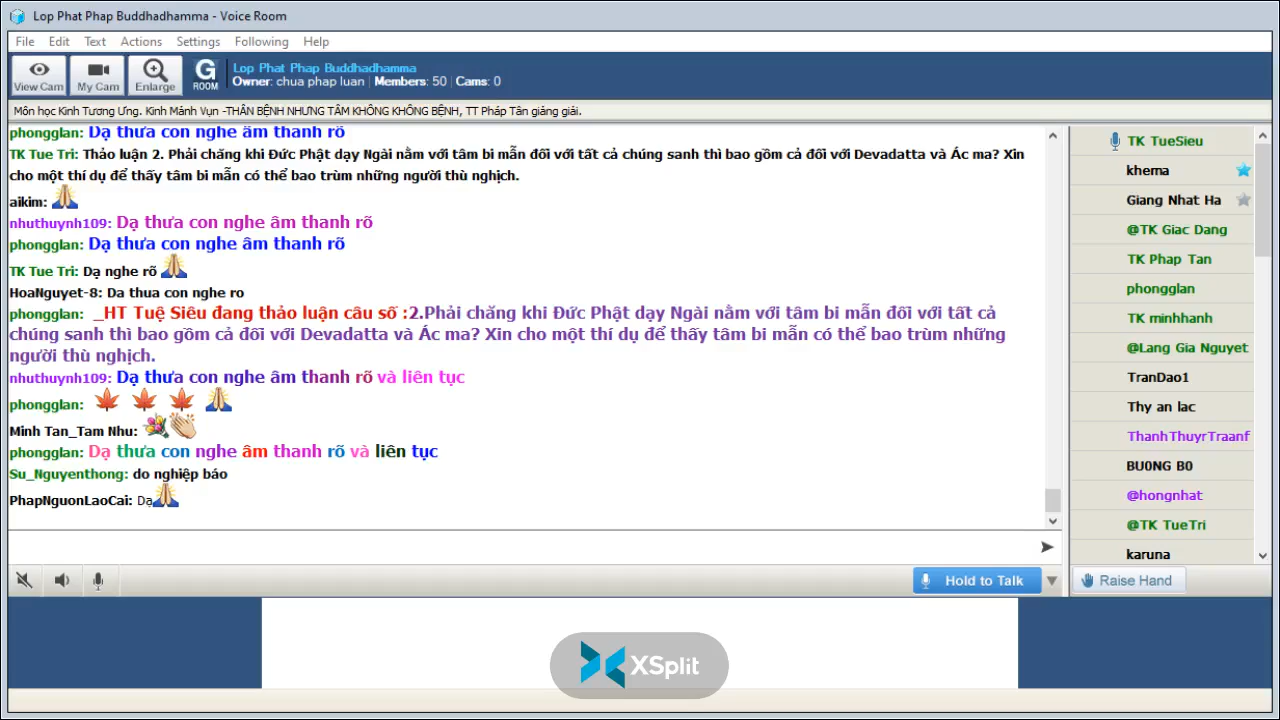 Lop Phat Phap Buddhadhamma - Voice Room
File Edit Text Actions Settings Following Help
View Cam My Cam Enlarge G ROOM
Lop Phat Phap Buddhadhamma
Owner: chua phap luan | Members: 50 | Cams: 0
Môn học Kinh Tương Ưng. Kinh Mánh Vụn -THÂN BỆNH NHƯNG TÂM KHÔNG KHÔNG BỆNH, TT Pháp Tân giảng giải.
phongglan: Dạ thưa con nghe âm thanh rõ
TK Tue Tri: Thảo luận 2. Phải chăng khi Đức Phật dạy Ngài nằm với tâm bi mẫn đối với tất cả chúng sanh thì bao gồm cả đối với Devadatta và Ác ma? Xin
cho một thí dụ để thấy tâm bi mẫn có thể bao trùm những người thù nghịch.
aikim:
nhuthuynh109: Dạ thưa con nghe âm thanh rõ
phongglan: Dạ thưa con nghe âm thanh rõ
TK Tue Tri: Dạ nghe rõ
HoaNguyet-8: Da thua con nghe ro
phongglan: _HT Tuệ Siêu đang thảo luận câu số :2.Phải chăng khi Đức Phật dạy Ngài nằm với tâm bi mẫn đối với tất cả
chúng sanh thì bao gồm cả đối với Devadatta và Ác ma? Xin cho một thí dụ để thấy tâm bi mẫn có thể bao trùm những
người thù nghịch.
nhuthuynh109: Dạ thưa con nghe âm thanh rõ và liên tục
phongglan:
Minh Tan_Tam Nhu:
phongglan: Dạ thưa con nghe âm thanh rõ và liên tục
Su_Nguyenthong: do nghiệp báo
PhapNguonLaoCai: Dạ
TK TueSieu
khema
Giang Nhat Ha
@TK Giac Dang
TK Phap Tan
phongglan
TK minhhanh
@Lang Gia Nguyet
TranDao1
Thy an lac
ThanhThuyrTraanf
BU0NG B0
@hongnhat
@TK TueTri
karuna
Hold to Talk
Raise Hand
XSplit